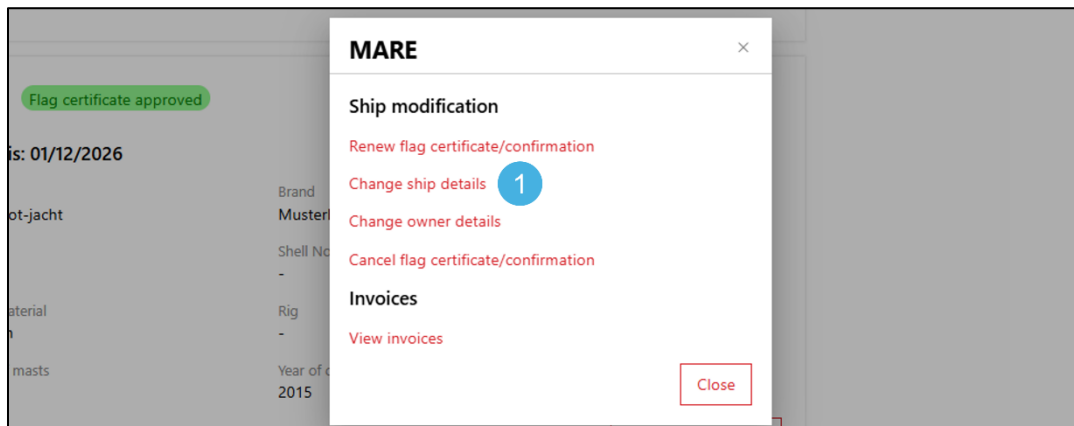 MARE
×
Flag certificate approved
Ship modification
is: 01/12/2026
Renew flag certificate/confirmation
Change ship details 1
Brand
ot-jacht
Change owner details
Shell No
-
Cancel flag certificate/confirmation
Invoices
aterial
Rig
-
View invoices
masts
Year of
2015
Close